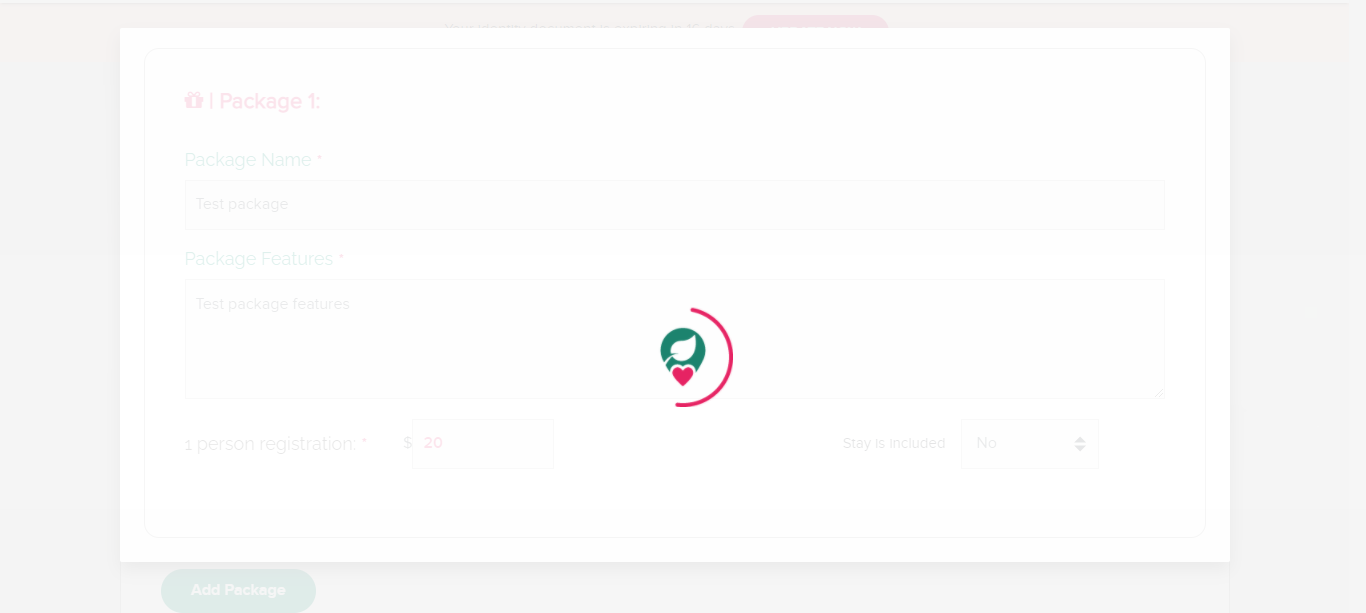 | Package 1:
Package Name *
Test package
Package Features *
Test package features
1 person registration: * $ 20 Stay is included No
Add Package